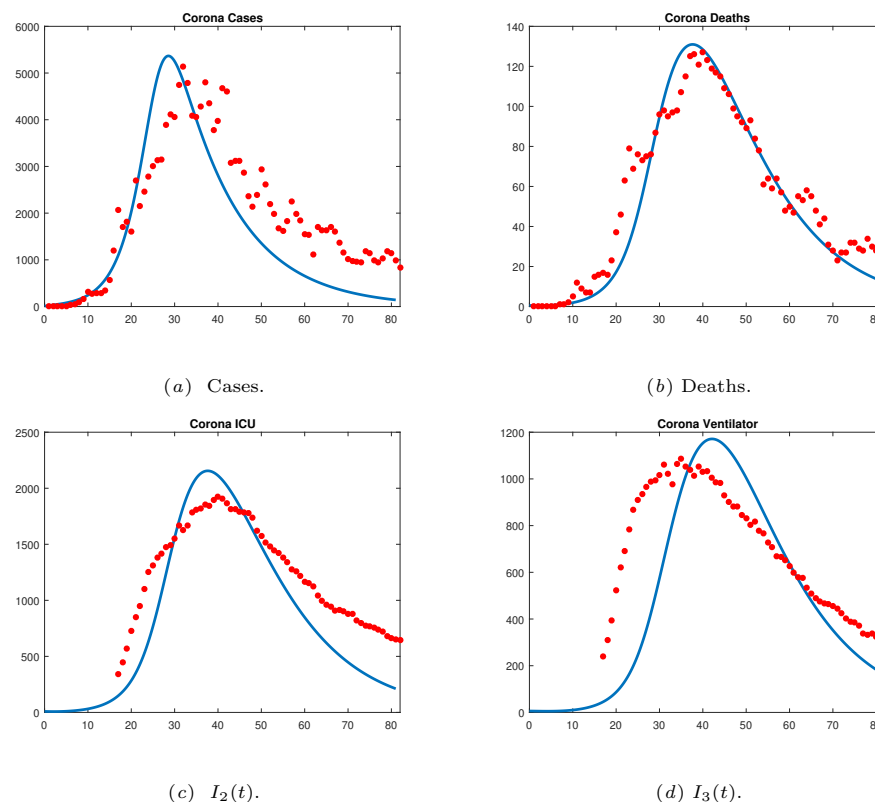 Corona Cases
6000
5000
4000
3000
2000
1000
0
0 10 20 30 40 50 60 70 80
(a) Cases.
Corona Deaths
140
120
100
80
60
40
20
0
0 10 20 30 40 50 60 70 80
(b) Deaths.
Corona ICU
2500
2000
1500
1000
500
0
0 10 20 30 40 50 60 70 80
(c) I₂(t).
Corona Ventilator
1200
1000
800
600
400
200
0
0 10 20 30 40 50 60 70 80
(d) I₃(t).